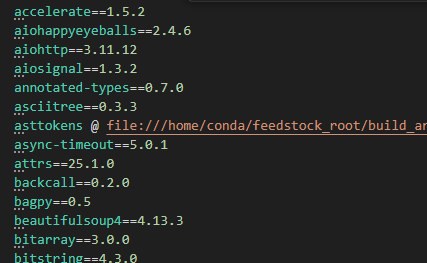 accelerate==1.5.2
aiohappyeyeballs==2.4.6
aiohttp==3.11.12
aiosignal==1.3.2
annotated-types==0.7.0
asciitree==0.3.3
asttokens @ file:///home/conda/feedstock_root/build_ar
async-timeout==5.0.1
attrs==25.1.0
backcall==0.2.0
bagpy==0.5
beautifulsoup4==4.13.3
bitarray==3.0.0
bitstring==4.3.0